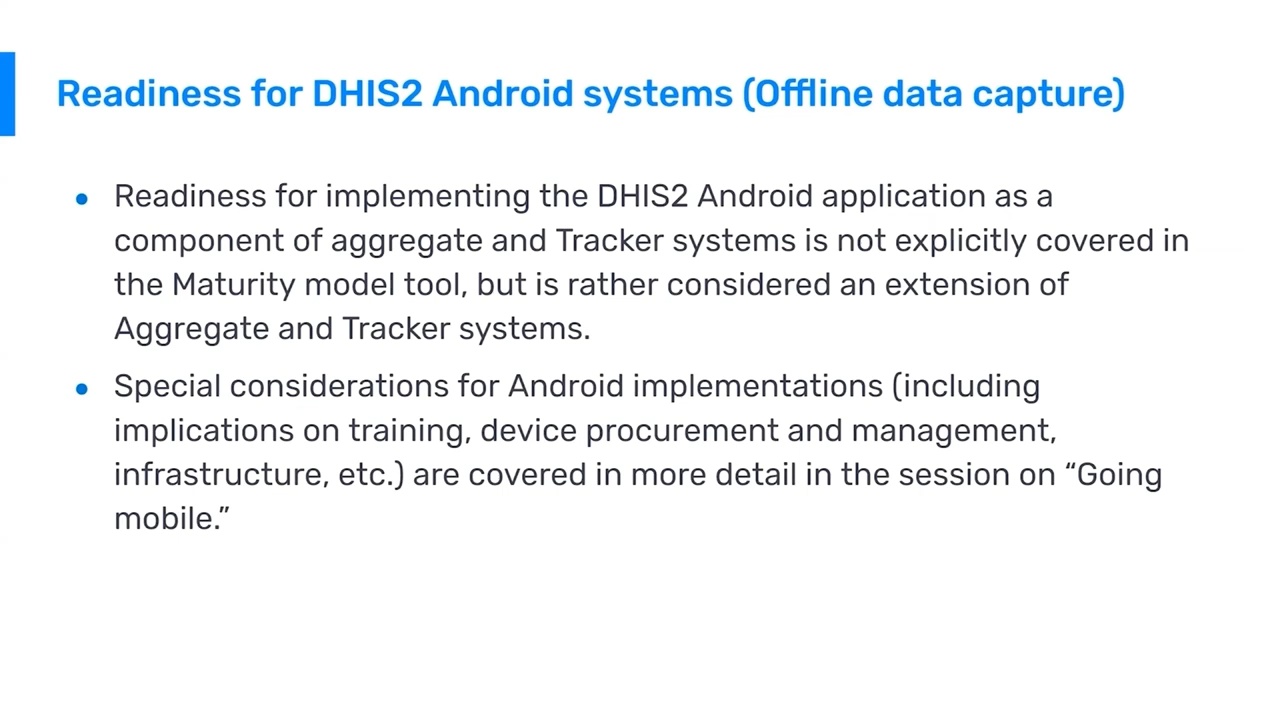 Readiness for DHIS2 Android systems (Offline data capture)
• Readiness for implementing the DHIS2 Android application as a
component of aggregate and Tracker systems is not explicitly covered in
the Maturity model tool, but is rather considered an extension of
Aggregate and Tracker systems.
• Special considerations for Android implementations (including
implications on training, device procurement and management,
infrastructure, etc.) are covered in more detail in the session on “Going
mobile.”